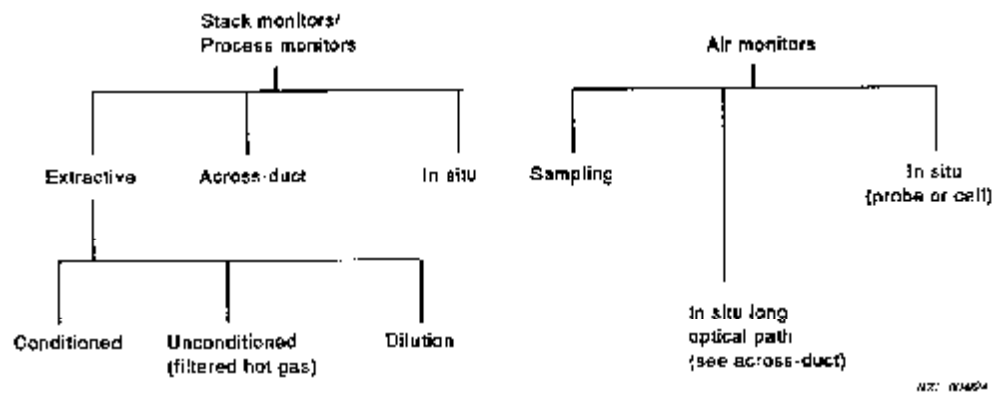 Stack monitors/
Process monitors
Air monitors
Extractive
Across-duct
In situ
Sampling
In situ
(probe or cell)
Conditioned
Unconditioned
(filtered hot gas)
Dilution
In situ long
optical path
(see across-duct)